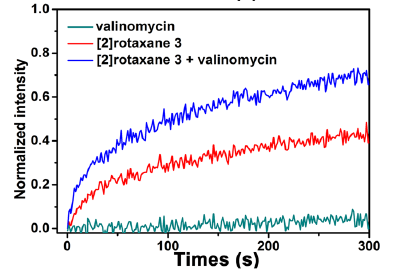 1.0
0.8
0.6
0.4
0.2
0.0
Normalized intensity
valinomycin
[2]rotaxane 3
[2]rotaxane 3 + valinomycin
0 100 200 300
Times (s)